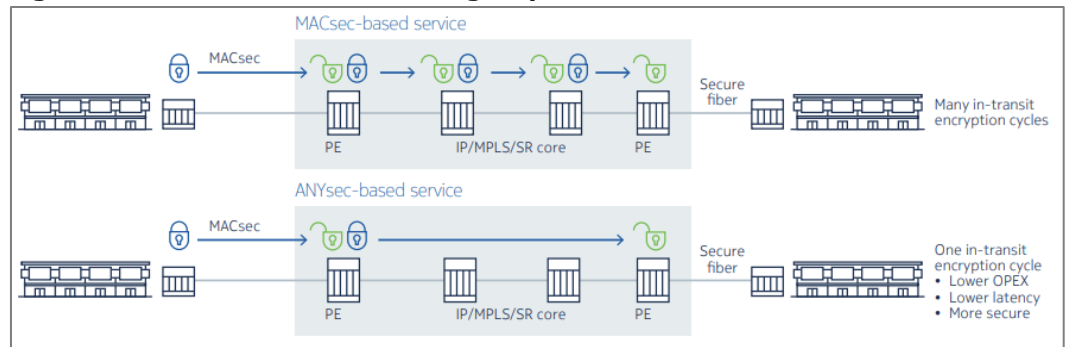 MACsec-based service
MACsec
Secure
fiber
Many in-transit
encryption cycles
PE
IP/MPLS/SR core
PE
ANYsec-based service
MACsec
Secure
fiber
One in-transit
encryption cycle
• Lower OPEX
• Lower latency
• More secure
PE
IP/MPLS/SR core
PE